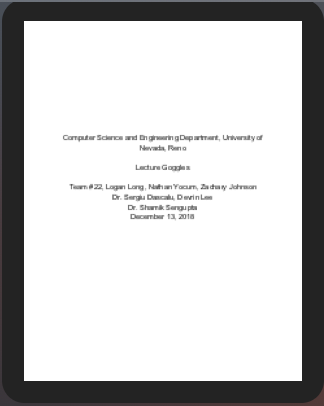 Computer Science and Engineering Department, University of
Nevada, Reno
Lecture Goggles
Team #22, Logan Long, Nathan Yocum, Zachary Johnson
Dr. Sergiu Dascalu, Devrin Lee
Dr. Shamik Sengupta
December 13, 2018